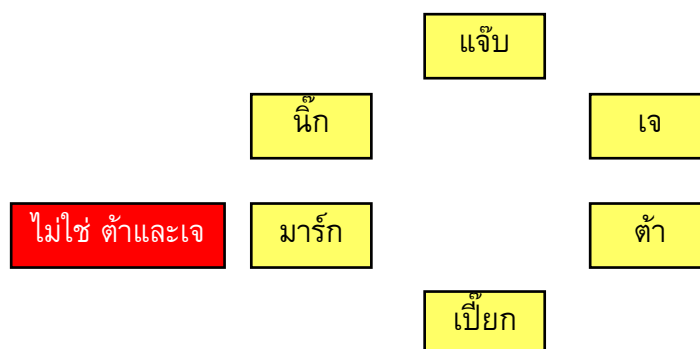 แจ๊บ
นิ๊ก
เจ
ไม่ใช่ ต้าและเจ
มาร์ก
ต้า
เปี๊ยก